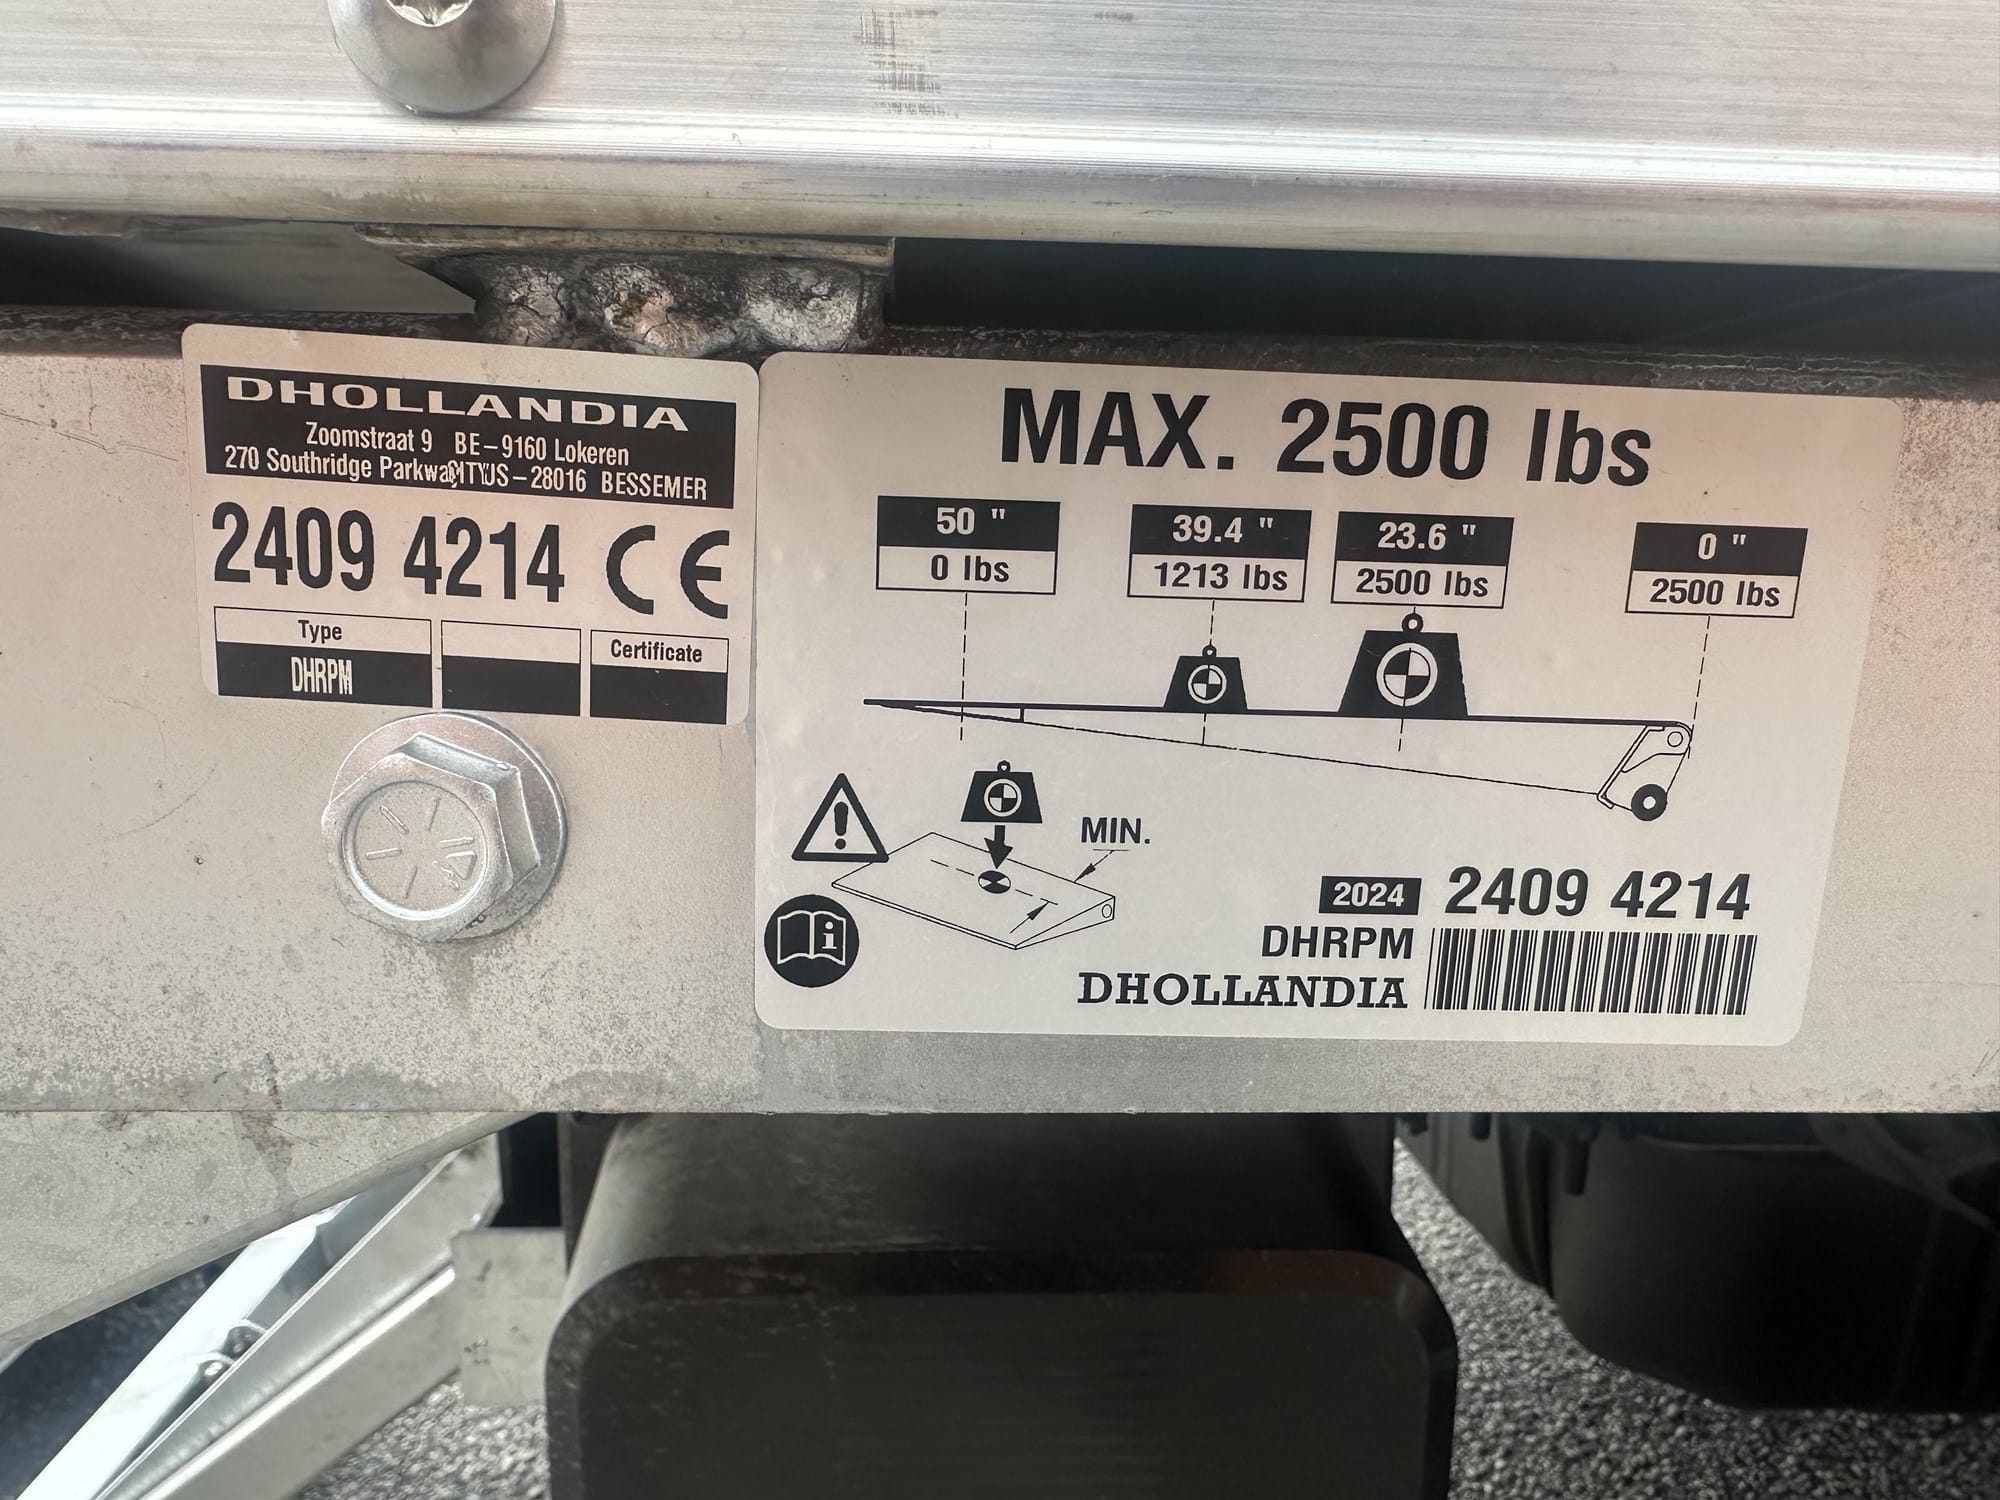 DHOLLANDIA
Zoomstraat 9 BE-9160 Lokeren
270 Southridge Parkway US-28016 BESSEMER
2409 4214 CE
Type
Certificate
DHRPM
MAX. 2500 lbs
50 "
39.4 "
23.6 "
0 "
0 lbs
1213 lbs
2500 lbs
2500 lbs
MIN.
2024
2409 4214
DHRPM
DHOLLANDIA